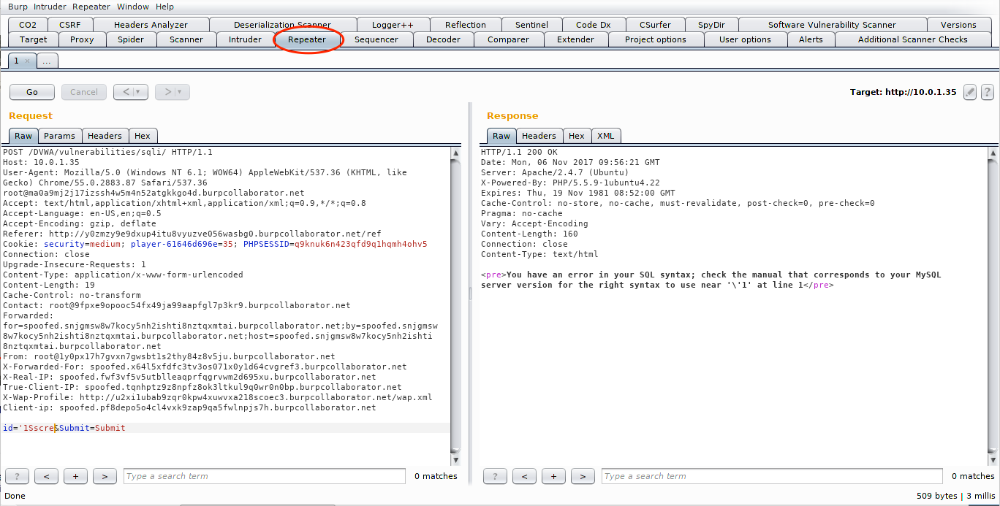 Burp Intruder Repeater Window Help
CO2 CSRF Headers Analyzer Deserialization Scanner Logger++ Reflection Sentinel Code Dx CSurfer SpyDir Software Vulnerability Scanner Versions
Target Proxy Spider Scanner Intruder Repeater Sequencer Decoder Comparer Extender Project options User options Alerts Additional Scanner Checks
1 × ...
Go Cancel < ▼ > ▼ Target: http://10.0.1.35 ?
Request
Raw Params Headers Hex
POST /DVWA/vulnerabilities/sqli/ HTTP/1.1
Host: 10.0.1.35
User-Agent: Mozilla/5.0 (Windows NT 6.1; WOW64) AppleWebKit/537.36 (KHTML, like
Gecko) Chrome/55.0.2883.87 Safari/537.36
root@ma0a9mj2j17izssh4w5m4n52atgkkgo4d.burpcollaborator.net
Accept: text/html,application/xhtml+xml,application/xml;q=0.9,*/*;q=0.8
Accept-Language: en-US,en;q=0.5
Accept-Encoding: gzip, deflate
Referer: http://y0zmzy9e9dxup4itu8vyuzve056wasbg0.burpcollaborator.net/ref
Cookie: security=medium; player-61646d696e=35; PHPSESSID=q9knuk6n423qfd9q1hqmh4ohv5
Connection: close
Upgrade-Insecure-Requests: 1
Content-Type: application/x-www-form-urlencoded
Content-Length: 19
Cache-Control: no-transform
Contact: root@9fpxe9opooc54fx49ja99aapfgl7p3kr9.burpcollaborator.net
Forwarded:
for=spoofed.snjgmsw8w7kocy5nh2ishti8nztqxmtai.burpcollaborator.net;by=spoofed.snjgmsw
8w7kocy5nh2ishti8nztqxmtai.burpcollaborator.net;host=spoofed.snjgmsw8w7kocy5nh2ishti
8nztqxmtai.burpcollaborator.net
From: root@1y0px17h7gvxn7gwsbt1s2thy84z8v5ju.burpcollaborator.net
X-Forwarded-For: spoofed.x64l5xfdfc3tv3os071x0y1d64cvgref3.burpcollaborator.net
X-Real-IP: spoofed.fwf3vf5v5utblleaqprfqgrvwm2d695xu.burpcollaborator.net
True-Client-IP: spoofed.tqnhptz9z8npfz8ok3ltkul9q0wr0n0bp.burpcollaborator.net
X-Wap-Profile: http://u2xi1ubab9zqr0kpw4xuwvxa218scoec3.burpcollaborator.net/wap.xml
Client-ip: spoofed.pf8depo5o4cl4vxk9zap9qa5fwlnpjs7h.burpcollaborator.net
id='1Sscre&Submit=Submit
? < + > Type a search term 0 matches
Response
Raw Headers Hex XML
HTTP/1.1 200 OK
Date: Mon, 06 Nov 2017 09:56:21 GMT
Server: Apache/2.4.7 (Ubuntu)
X-Powered-By: PHP/5.5.9-1ubuntu4.22
Expires: Thu, 19 Nov 1981 08:52:00 GMT
Cache-Control: no-store, no-cache, must-revalidate, post-check=0, pre-check=0
Pragma: no-cache
Vary: Accept-Encoding
Content-Length: 160
Connection: close
Content-Type: text/html
<pre>You have an error in your SQL syntax; check the manual that corresponds to your MySQL
server version for the right syntax to use near '\'1' at line 1</pre>
? < + > Type a search term 0 matches
Done 509 bytes | 3 millis